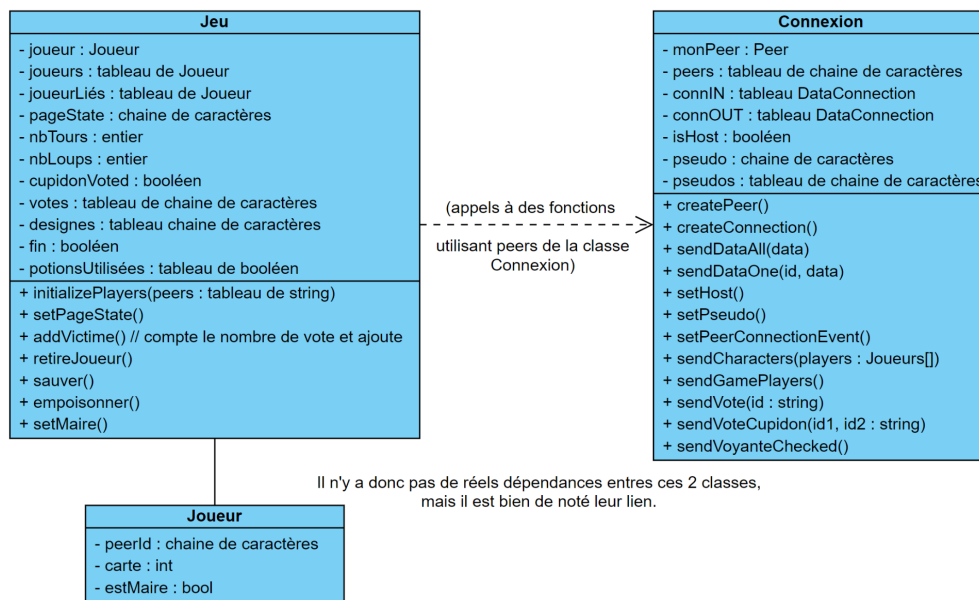 Jeu
- joueur : Joueur
- joueurs : tableau de Joueur
- joueurLiés : tableau de Joueur
- pageState : chaine de caractères
- nbTours : entier
- nbLoups : entier
- cupidonVoted : booléen
- votes : tableau de chaine de caractères
- designes : tableau chaine de caractères
- fin : booléen
- potionsUtilisées : tableau de booléen
+ initializePlayers(peers : tableau de string)
+ setPageState()
+ addVictime() // compte le nombre de vote et ajoute
+ retireJoueur()
+ sauver()
+ empoisonner()
+ setMaire()
(appels à des fonctions
utilisant peers de la classe
Connexion)
Connexion
- monPeer : Peer
- peers : tableau de chaine de caractères
- connIN : tableau DataConnection
- connOUT : tableau DataConnection
- isHost : booléen
- pseudo : chaine de caractères
- pseudos : tableau de chaine de caractères
+ createPeer()
+ createConnection()
+ sendDataAll(data)
+ sendDataOne(id, data)
+ setHost()
+ setPseudo()
+ setPeerConnectionEvent()
+ sendCharacters(players : Joueurs[])
+ sendGamePlayers()
+ sendVote(id : string)
+ sendVoteCupidon(id1, id2 : string)
+ sendVoyanteChecked()
Il n'y a donc pas de réels dépendances entres ces 2 classes,
mais il est bien de noté leur lien.
Joueur
- peerId : chaine de caractères
- carte : int
- estMaire : bool